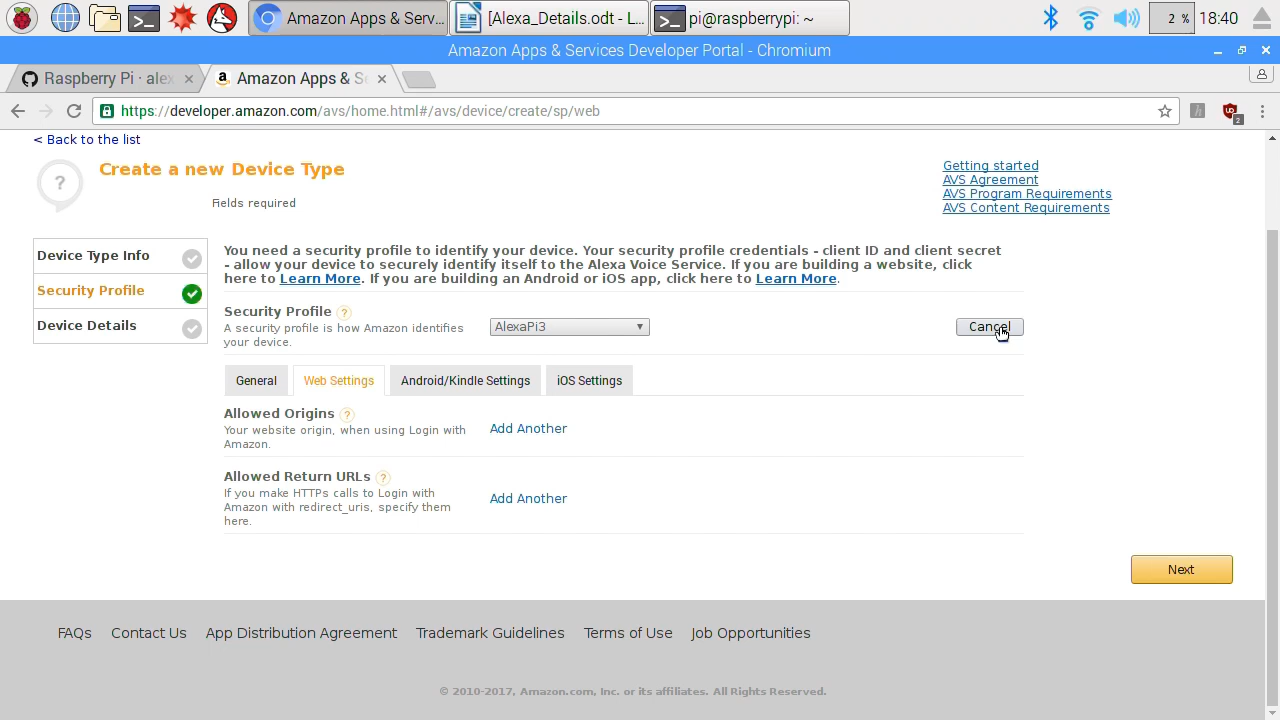 Amazon Apps & Serv...
[Alexa_Details.odt - L...
pi@raspberrypi: ~
2 %
18:40
Amazon Apps & Services Developer Portal - Chromium
Raspberry Pi · alex
Amazon Apps & Se
https://developer.amazon.com/avs/home.html#/avs/device/create/sp/web
h
2
< Back to the list
?
Create a new Device Type
Fields required
Getting started
AVS Agreement
AVS Program Requirements
AVS Content Requirements
Device Type Info
Security Profile
Device Details
You need a security profile to identify your device. Your security profile credentials - client ID and client secret
- allow your device to securely identify itself to the Alexa Voice Service. If you are building a website, click
here to Learn More. If you are building an Android or iOS app, click here to Learn More.
Security Profile ?
A security profile is how Amazon identifies
your device.
AlexaPi3
Cancel
General
Web Settings
Android/Kindle Settings
iOS Settings
Allowed Origins ?
Your website origin, when using Login with
Amazon.
Add Another
Allowed Return URLs ?
If you make HTTPs calls to Login with
Amazon with redirect_uris, specify them
here.
Add Another
Next
FAQs
Contact Us
App Distribution Agreement
Trademark Guidelines
Terms of Use
Job Opportunities
© 2010-2017, Amazon.com, Inc. or its affiliates. All Rights Reserved.